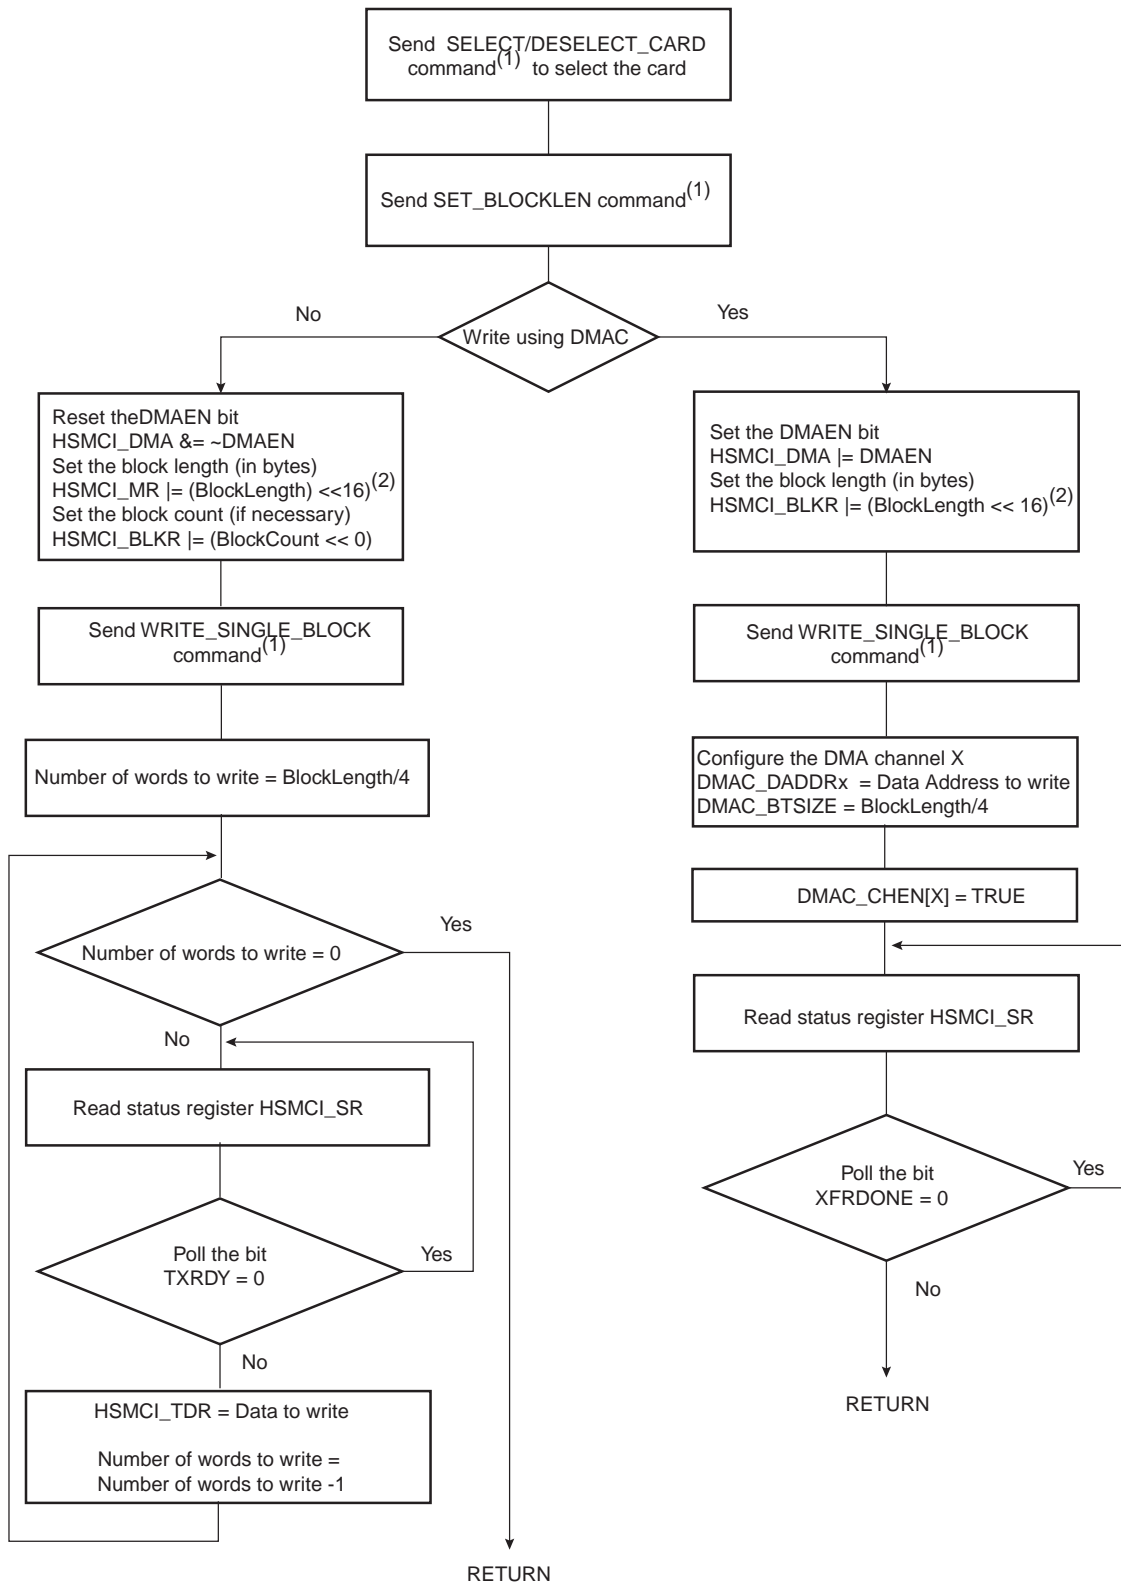 Send SELECT/DESELECT_CARD
command(1) to select the card
Send SET_BLOCKLEN command(1)
No
Yes
Write using DMAC
Reset theDMAEN bit
HSMCI_DMA &= ~DMAEN
Set the block length (in bytes)
HSMCI_MR |= (BlockLength) <<16)(2)
Set the block count (if necessary)
HSMCI_BLKR |= (BlockCount << 0)
Send WRITE_SINGLE_BLOCK
command(1)
Number of words to write = BlockLength/4
Number of words to write = 0
Yes
No
Read status register HSMCI_SR
Poll the bit
TXRDY = 0
Yes
No
HSMCI_TDR = Data to write
Number of words to write =
Number of words to write -1
RETURN
Set the DMAEN bit
HSMCI_DMA |= DMAEN
Set the block length (in bytes)
HSMCI_BLKR |= (BlockLength << 16)(2)
Send WRITE_SINGLE_BLOCK
command(1)
Configure the DMA channel X
DMAC_DADDRx = Data Address to write
DMAC_BTSIZE = BlockLength/4
DMAC_CHEN[X] = TRUE
Read status register HSMCI_SR
Poll the bit
XFRDONE = 0
Yes
No
RETURN